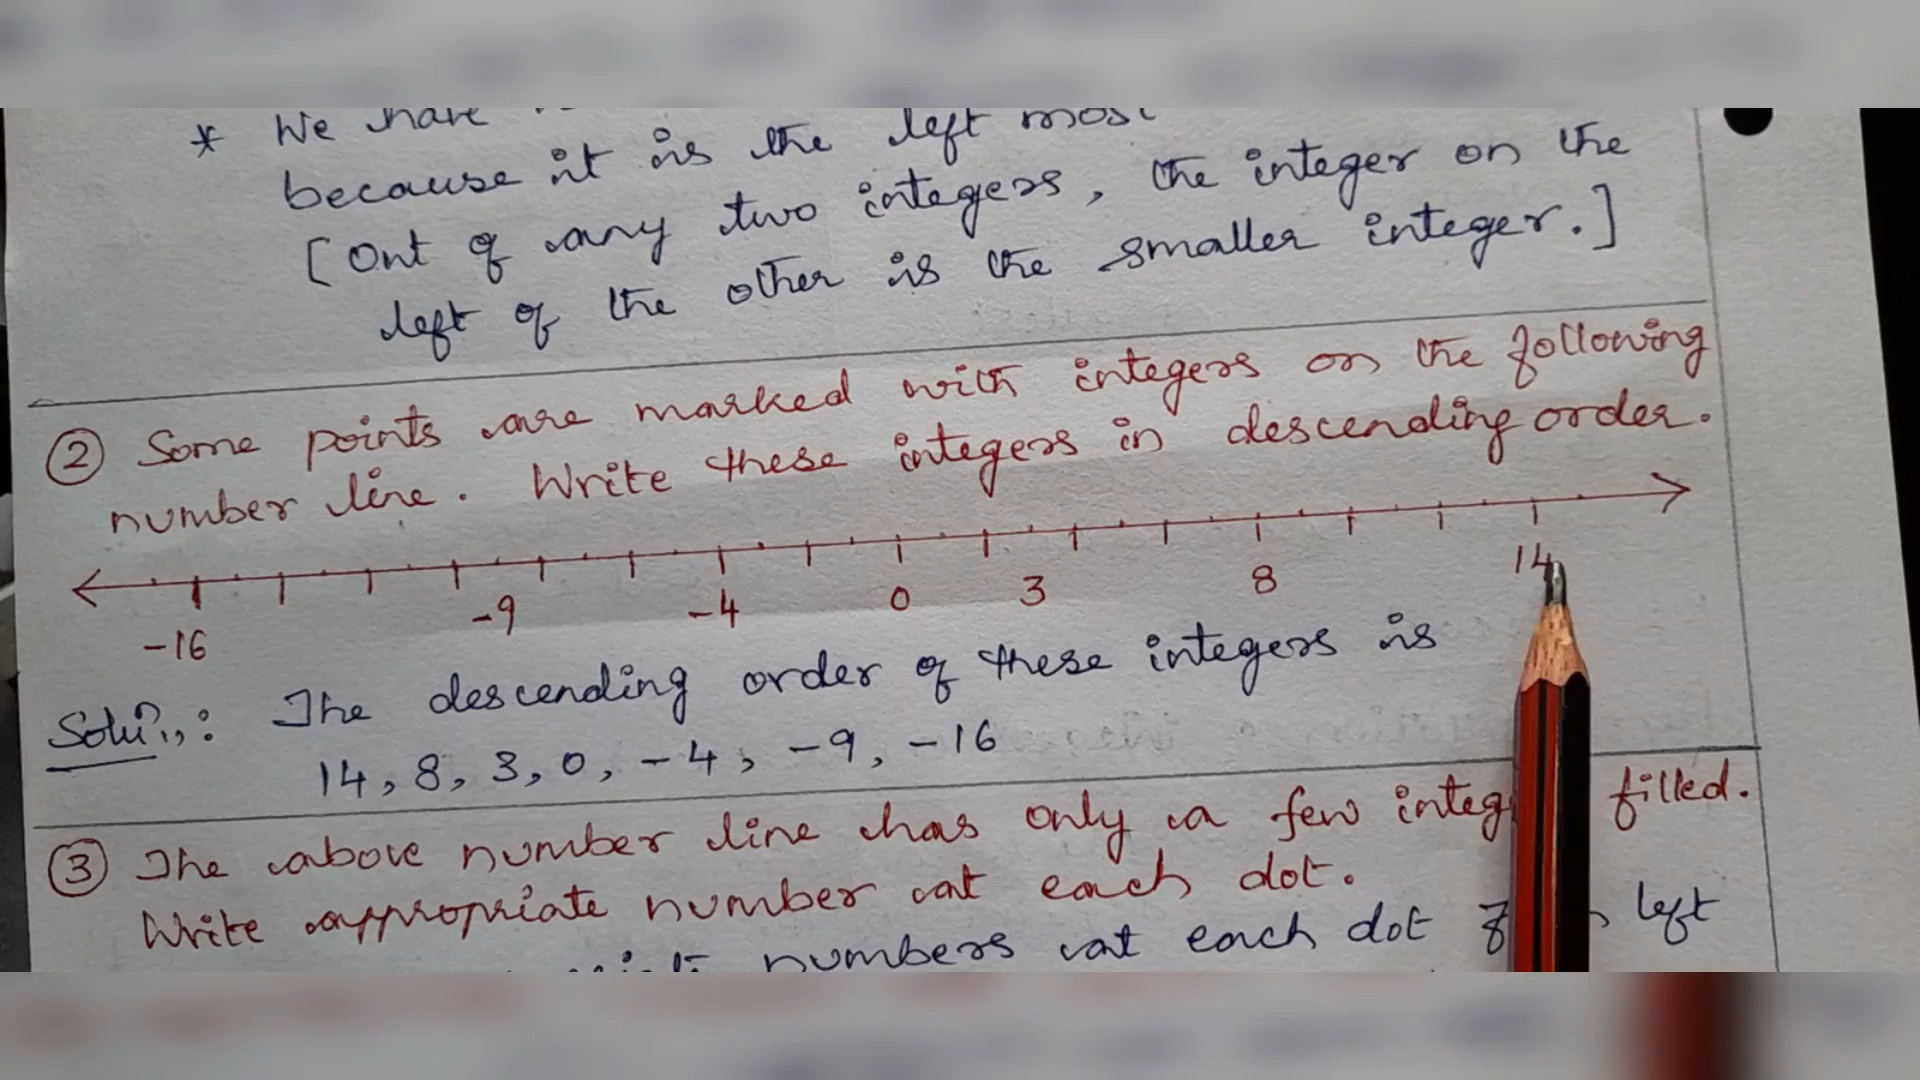 * We have
because it is the left most
[Out of any two integers, the integer on the
left of the other is the smaller integer.]
② Some points are marked with integers on the following
number line. Write these integers in descending order.
-16 -9 -4 0 3 8 14
Solu?n: The descending order of these integers is
14, 8, 3, 0, -4, -9, -16
③ The above number line has only a few integ filled.
Write appropriate number at each dot.
numbers at each dot left